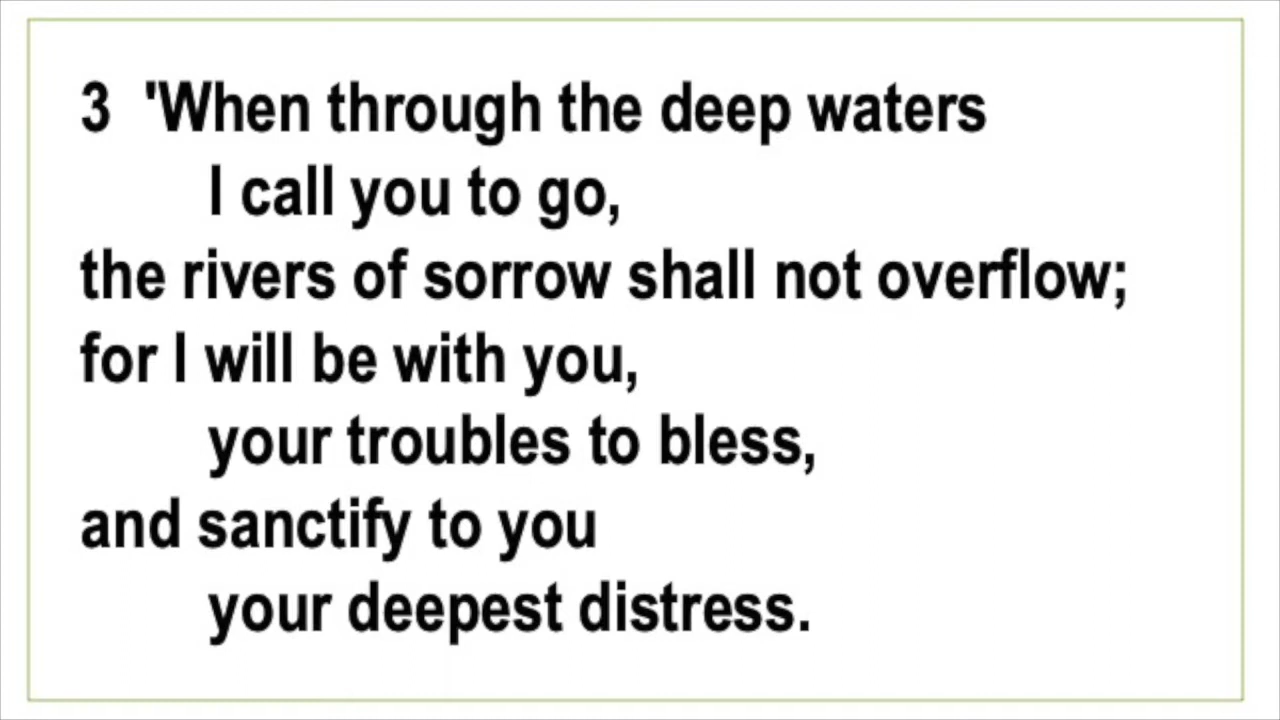 3 'When through the deep waters
I call you to go,
the rivers of sorrow shall not overflow;
for I will be with you,
your troubles to bless,
and sanctify to you
your deepest distress.